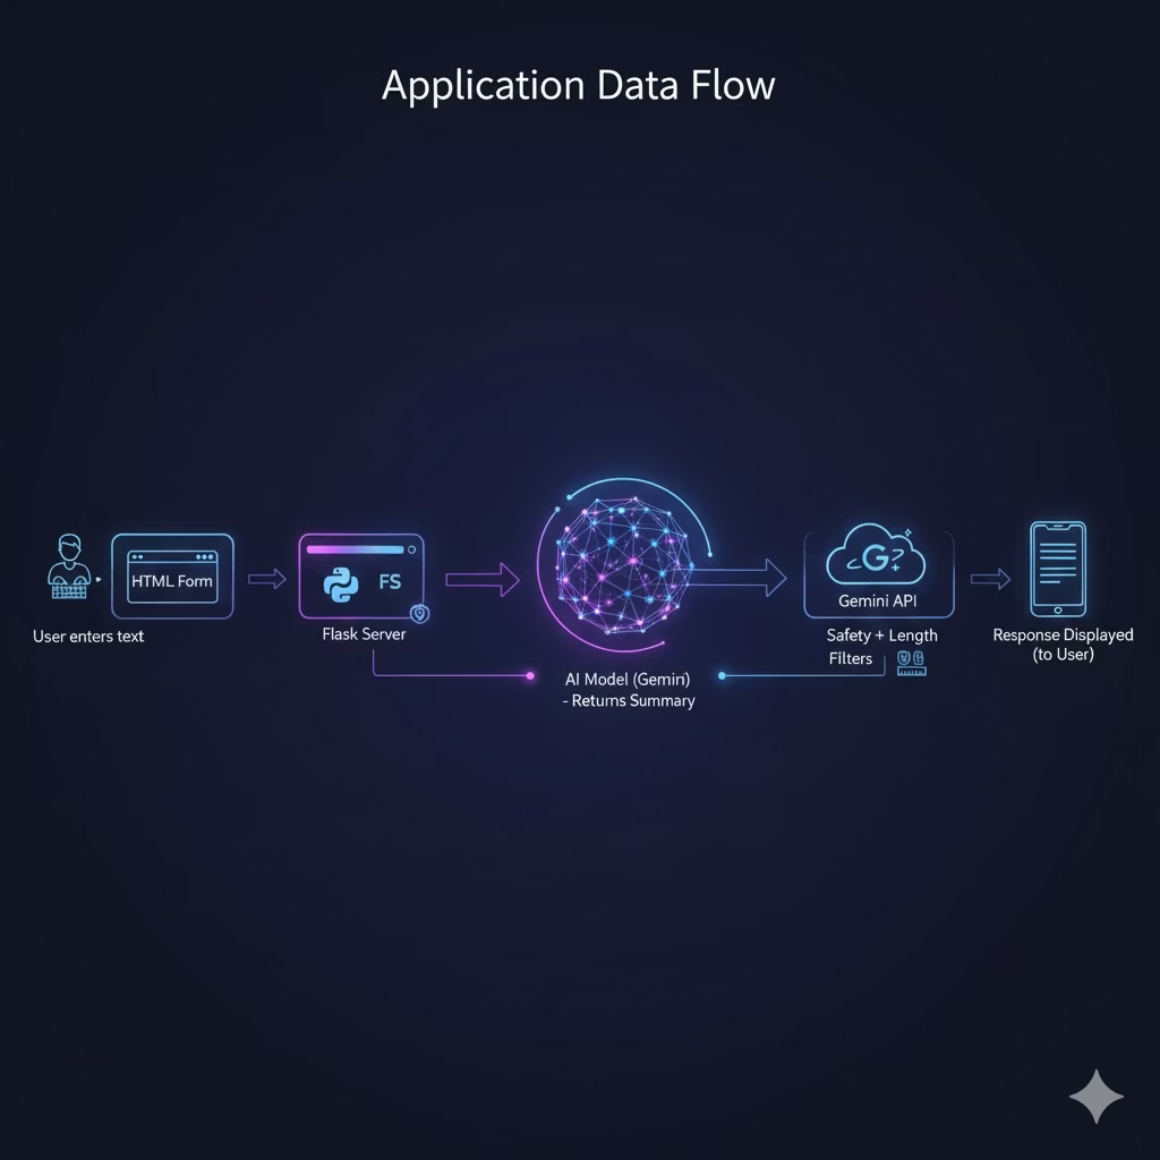 Application Data Flow
HTML Form
User enters text
FS
Flask Server
AI Model (Gemini)
- Returns Summary
G
Gemini API
Safety + Length
Filters
Response Displayed
(to User)